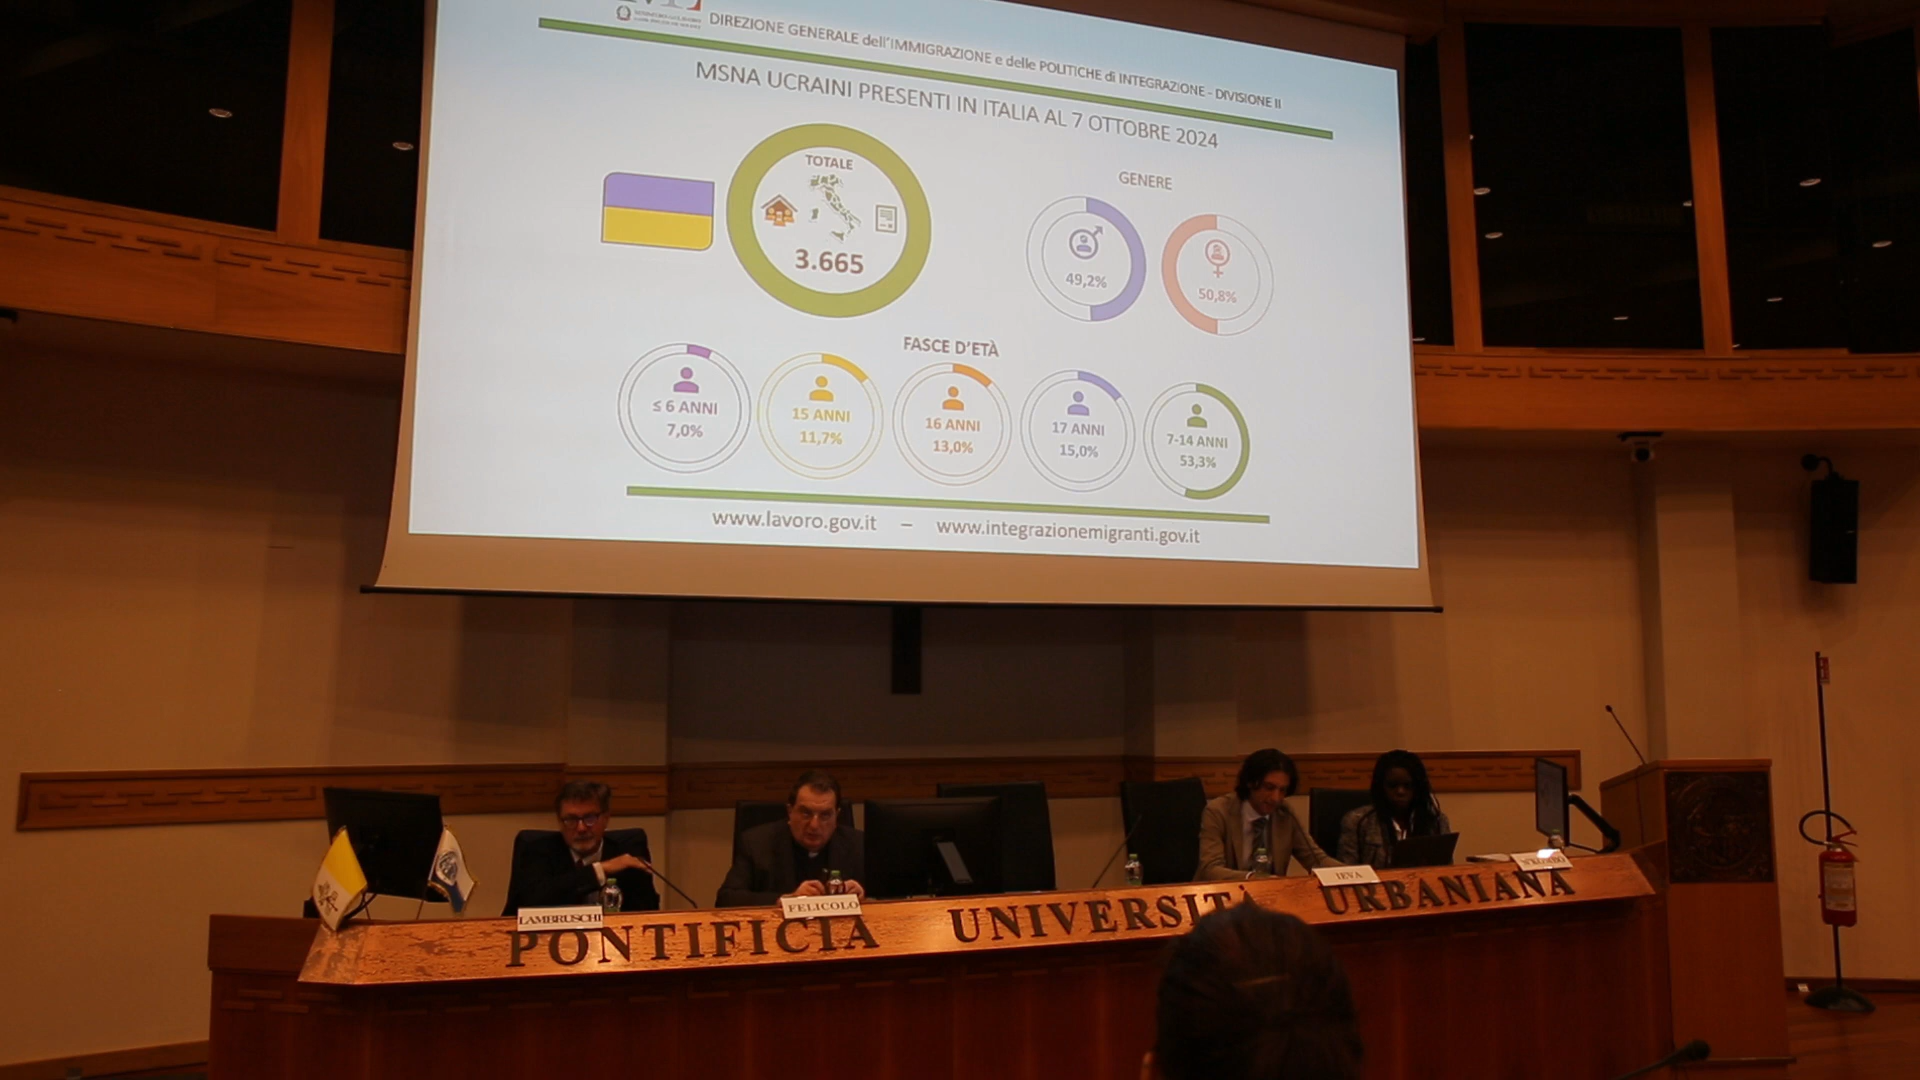 DIREZIONE GENERALE dell'IMMIGRAZIONE e delle POLITICHE di INTEGRAZIONE - DIVISIONE II
MSNA UCRAINI PRESENTI IN ITALIA AL 7 OTTOBRE 2024
TOTALE
3.665
GENERE
49,2%
50,8%
FASCE D'ETÀ
≤ 6 ANNI
7,0%
15 ANNI
11,7%
16 ANNI
13,0%
17 ANNI
15,0%
7-14 ANNI
53,3%
www.lavoro.gov.it – www.integrazionemigranti.gov.it
LAMBRUSCHI
FELICOLO
IEVA
PONTIFICIA UNIVERSITÀ URBANIANA